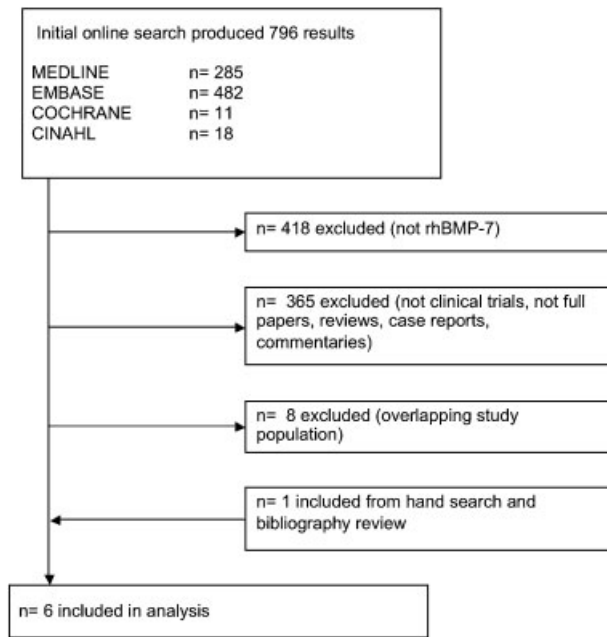 Initial online search produced 796 results
MEDLINE n= 285
EMBASE n= 482
COCHRANE n= 11
CINAHL n= 18
n= 418 excluded (not rhBMP-7)
n= 365 excluded (not clinical trials, not full
papers, reviews, case reports,
commentaries)
n= 8 excluded (overlapping study
population)
n= 1 included from hand search and
bibliography review
n= 6 included in analysis